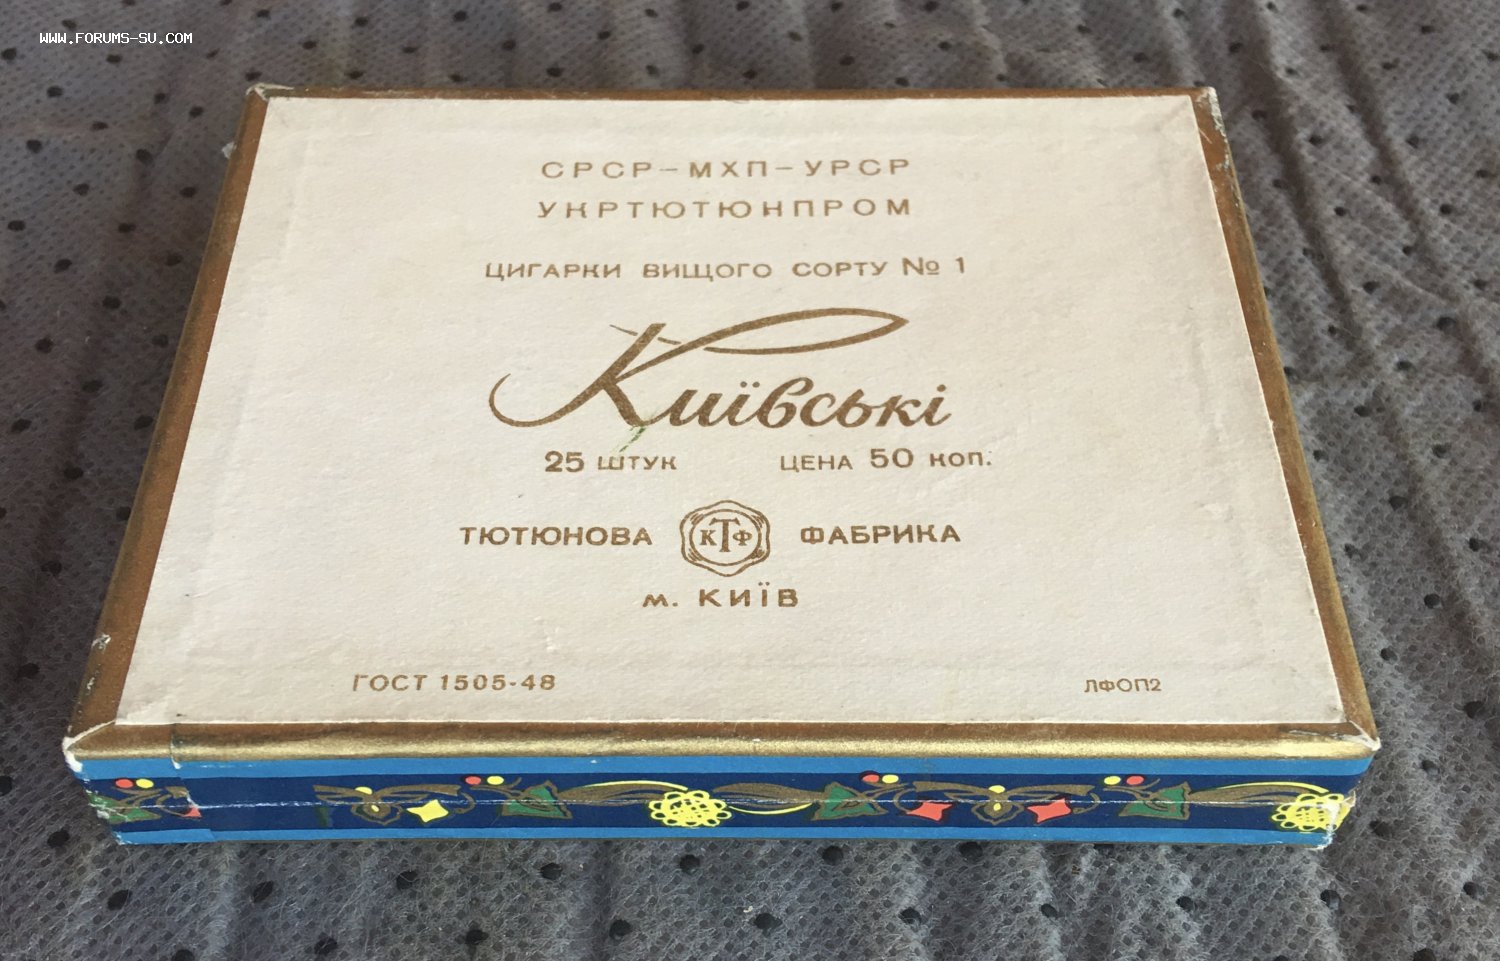 WWW.FORUMS-SU.COM
СРСР-МХП-УРСР
УКРТЮТЮНПРОМ
ЦИГАРКИ ВИЩОГО СОРТУ № 1
Київські
25 ШТУК ЦЕНА 50 КОП.
ТЮТЮНОВА КТФ ФАБРИКА
м. КИЇВ
ГОСТ 1505-48 ЛФОП2